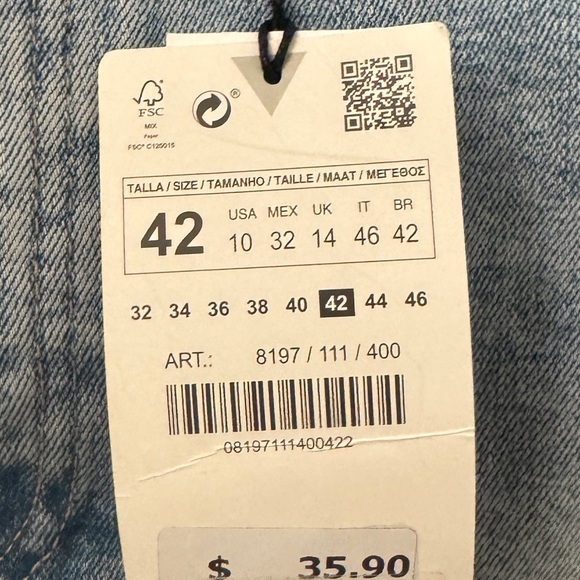 FSC
MIX
Paper
FSC® C120015
®
TALLA / SIZE / TAMANHO / TAILLE / MAAT / ΜΕΓΕΘΟΣ
42
USA MEX UK IT BR
10 32 14 46 42
32 34 36 38 40 42 44 46
ART.: 8197 / 111 / 400
08197111400422
$ 35.90